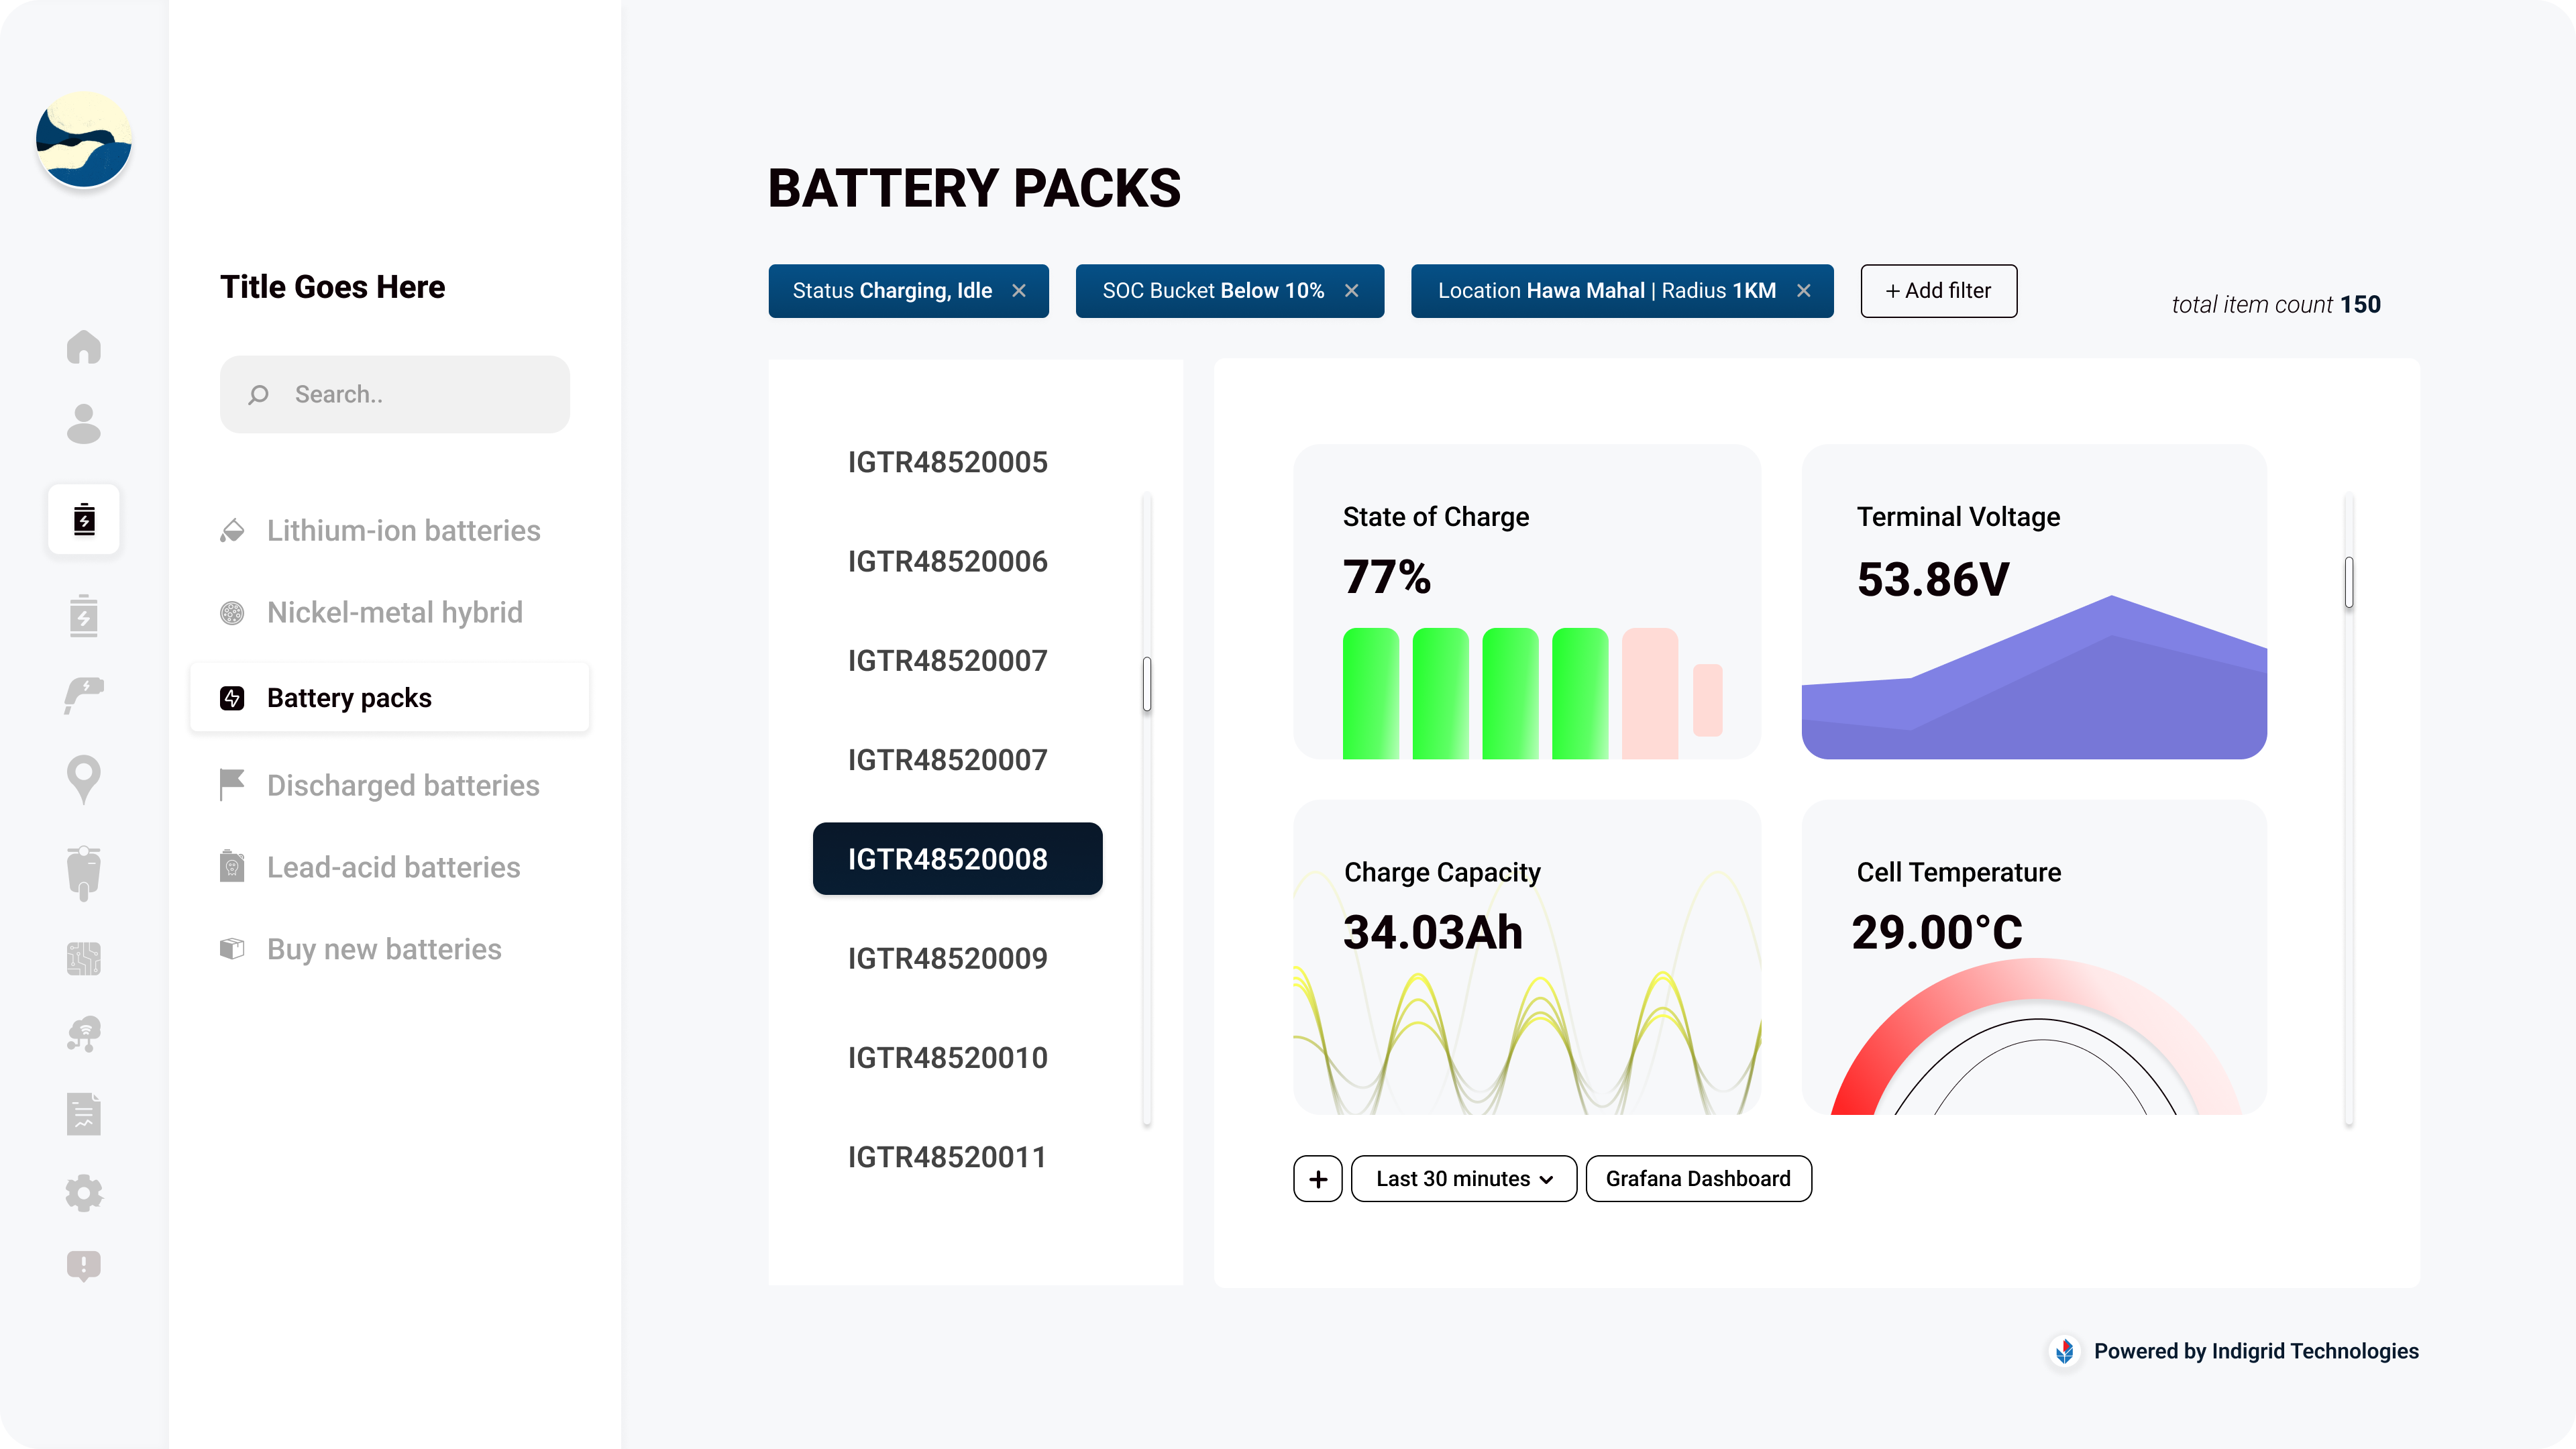 Title Goes Here
Search..
Lithium-ion batteries
Nickel-metal hybrid
Battery packs
Discharged batteries
Lead-acid batteries
Buy new batteries
BATTERY PACKS
Status Charging, Idle ×
SOC Bucket Below 10% ×
Location Hawa Mahal | Radius 1KM ×
+ Add filter
total item count 150
IGTR48520005
IGTR48520006
IGTR48520007
IGTR48520007
IGTR48520008
IGTR48520009
IGTR48520010
IGTR48520011
State of Charge
77%
Terminal Voltage
53.86V
Charge Capacity
34.03Ah
Cell Temperature
29.00°C
+
Last 30 minutes
Grafana Dashboard
Powered by Indigrid Technologies